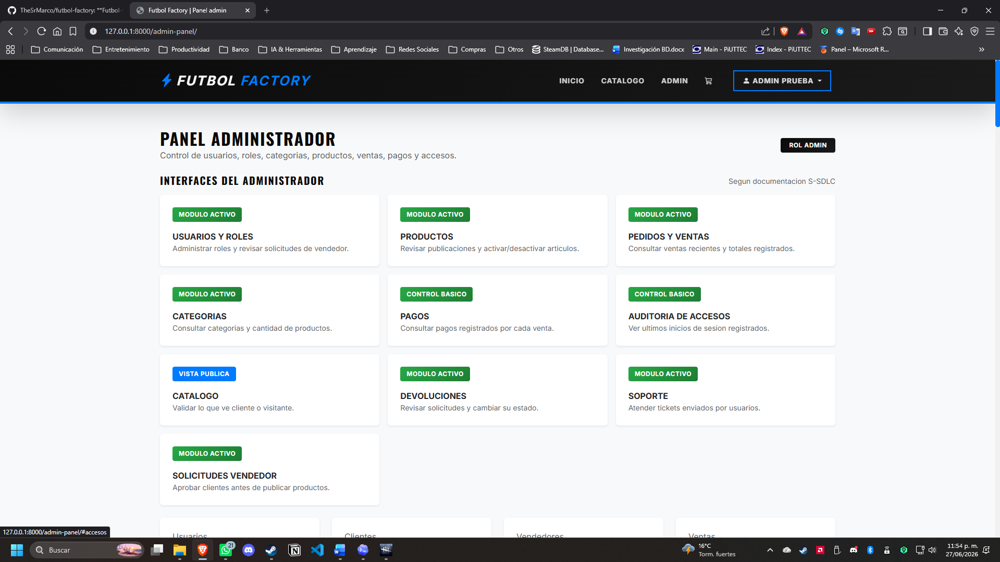 TheSrMarco/futbol-factory: **Futbol-
Futbol Factory | Panel admin
127.0.0.1:8000/admin-panel/
Comunicación
Entretenimiento
Productividad
Banco
IA & Herramientas
Aprendizaje
Redes Sociales
Compras
Otros
SteamDB | Database...
Investigación BD.docx
Main - PiUTTEC
Index - PiUTTEC
Panel – Microsoft R...
FUTBOL FACTORY
INICIO
CATALOGO
ADMIN
ADMIN PRUEBA
PANEL ADMINISTRADOR
Control de usuarios, roles, categorias, productos, ventas, pagos y accesos.
ROL ADMIN
INTERFACES DEL ADMINISTRADOR
Segun documentacion S-SDLC
MODULO ACTIVO
USUARIOS Y ROLES
Administrar roles y revisar solicitudes de vendedor.
MODULO ACTIVO
PRODUCTOS
Revisar publicaciones y activar/desactivar articulos.
MODULO ACTIVO
PEDIDOS Y VENTAS
Consultar ventas recientes y totales registrados.
MODULO ACTIVO
CATEGORIAS
Consultar categorias y cantidad de productos.
CONTROL BASICO
PAGOS
Consultar pagos registrados por cada venta.
CONTROL BASICO
AUDITORIA DE ACCESOS
Ver ultimos inicios de sesion registrados.
VISTA PUBLICA
CATALOGO
Validar lo que ve cliente o visitante.
MODULO ACTIVO
DEVOLUCIONES
Revisar solicitudes y cambiar su estado.
MODULO ACTIVO
SOPORTE
Atender tickets enviados por usuarios.
MODULO ACTIVO
SOLICITUDES VENDEDOR
Aprobar clientes antes de publicar productos.
Usuarios
Clientes
Vendedores
Ventas
127.0.0.1:8000/admin-panel/#accesos
Buscar
21
16°C
Torm. fuertes
11:54 p. m.
27/06/2026